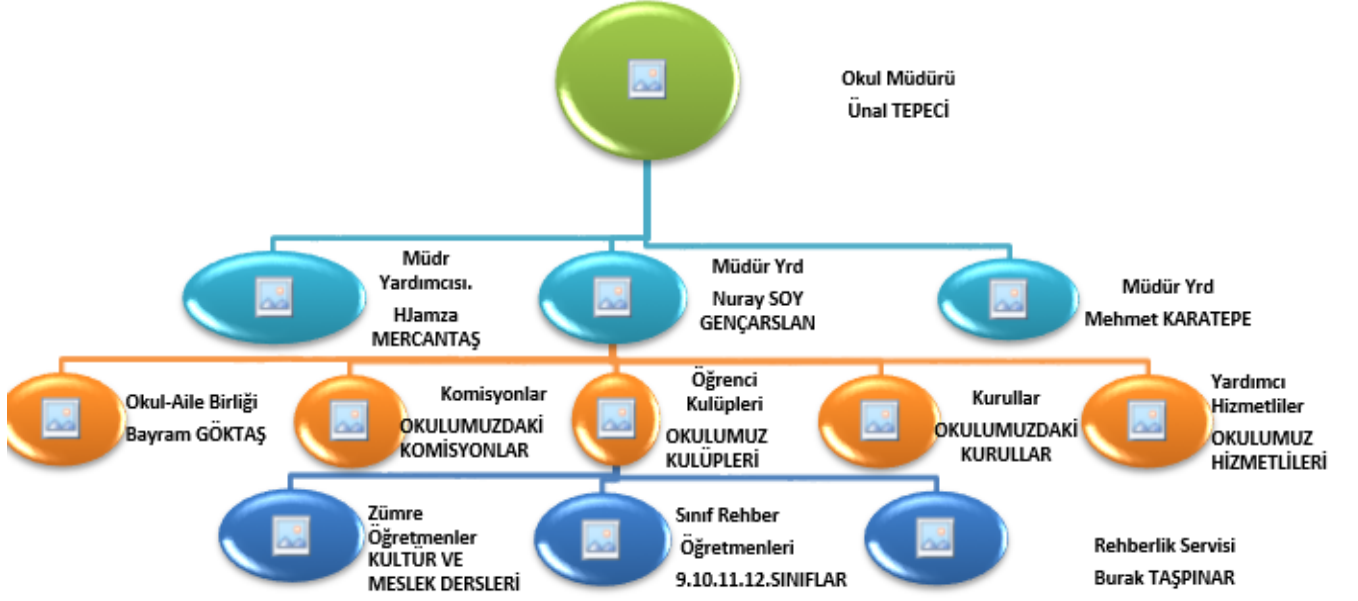 Okul Müdürü
Ünal TEPECİ
Müdr
Yardımcısı.
HJamza
MERCANTAŞ
Müdür Yrd
Nuray SOY
GENÇARSLAN
Müdür Yrd
Mehmet KARATEPE
Okul-Aile Birliği
Bayram GÖKTAŞ
Komisyonlar
OKULUMUZDAKİ
KOMİSYONLAR
Öğrenci
Kulüpleri
OKULUMUZ
KULÜPLERİ
Kurullar
OKULUMUZDAKİ
KURULLAR
Yardımcı
Hizmetliler
OKULUMUZ
HİZMETLİLERİ
Zümre
Öğretmenler
KULTÜR VE
MESLEK DERSLERİ
Sınıf Rehber
Öğretmenleri
9.10.11.12.SINIFLAR
Rehberlik Servisi
Burak TAŞPINAR